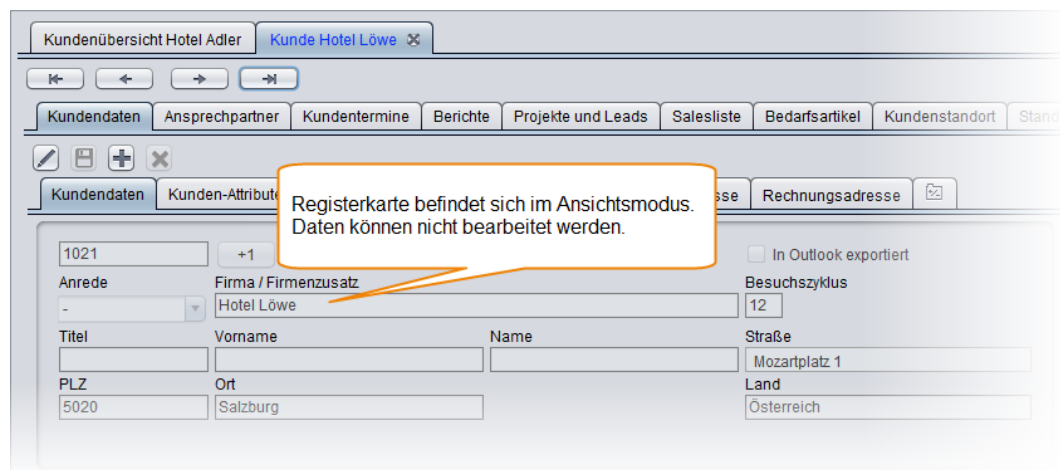 Kundenübersicht Hotel Adler Kunde Hotel Löwe
Kundendaten Ansprechpartner Kundentermine Berichte Projekte und Leads Salesliste Bedarfsartikel Kundenstandort Stand
Kundendaten Kunden-Attribute sse Rechnungsadresse
Registerkarte befindet sich im Ansichtsmodus.
Daten können nicht bearbeitet werden.
1021 +1 In Outlook exportiert
Anrede Firma / Firmenzusatz Besuchszyklus
- Hotel Löwe 12
Titel Vorname Name Straße
Mozartplatz 1
PLZ Ort Land
5020 Salzburg Österreich